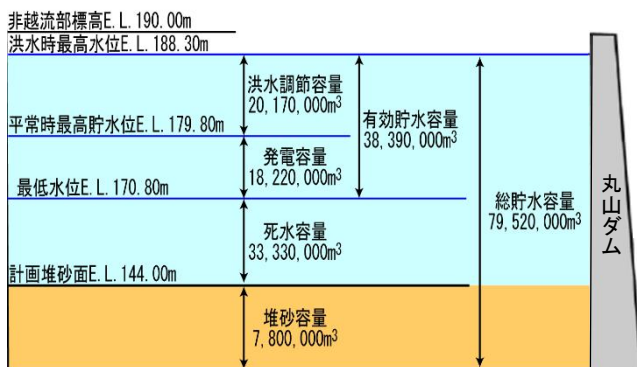 非越流部標高E.L.190.00m
洪水時最高水位E.L.188.30m
洪水調節容量
20,170,000m³
有効貯水容量
38,390,000m³
平常時最高貯水位E.L.179.80m
発電容量
18,220,000m³
最低水位E.L.170.80m
総貯水容量
79,520,000m³
丸山ダム
死水容量
33,330,000m³
計画堆砂面E.L.144.00m
堆砂容量
7,800,000m³